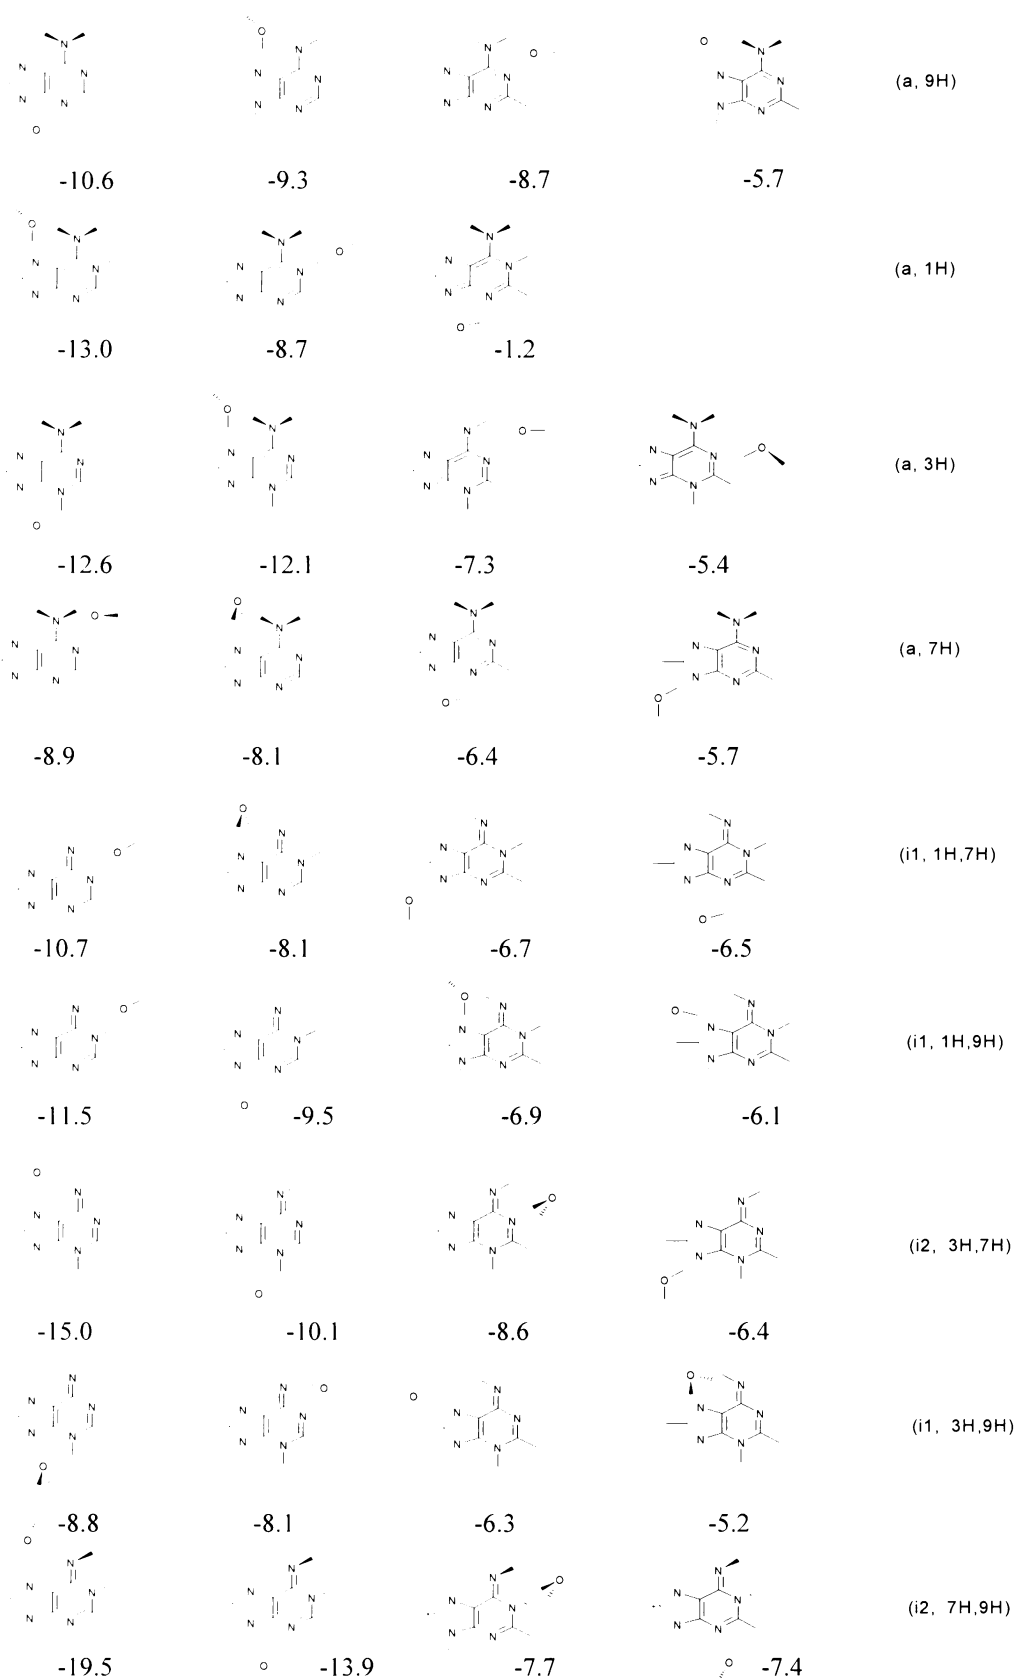 -10.6 -9.3 -8.7 -5.7 (a, 9H)
-13.0 -8.7 -1.2 (a, 1H)
-12.6 -12.1 -7.3 -5.4 (a, 3H)
-8.9 -8.1 -6.4 -5.7 (a, 7H)
-10.7 -8.1 -6.7 -6.5 (i1, 1H,7H)
-11.5 -9.5 -6.9 -6.1 (i1, 1H,9H)
-15.0 -10.1 -8.6 -6.4 (i2, 3H,7H)
-8.8 -8.1 -6.3 -5.2 (i1, 3H,9H)
-19.5 -13.9 -7.7 -7.4 (i2, 7H,9H)